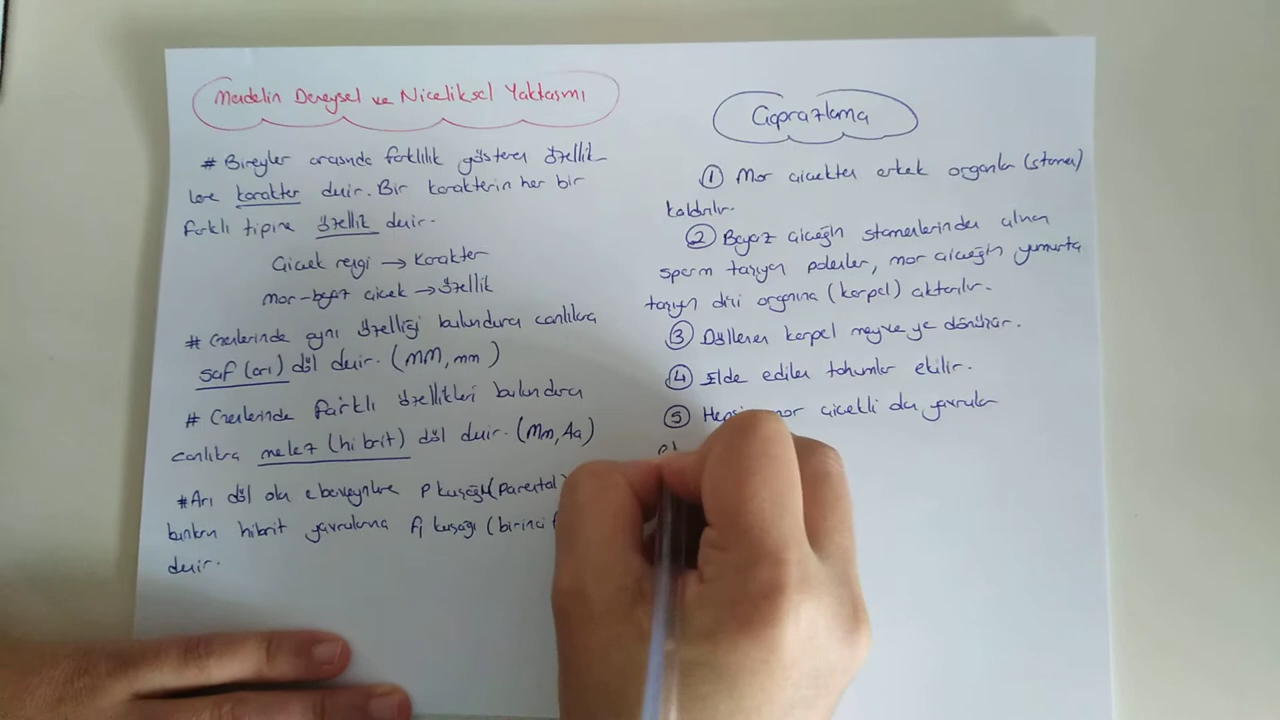 Mendelin Deneysel ve Niceliksel Yaklaşımı
# Bireyler arasında farklılık gösteren özellik-
lere karakter denir. Bir karakterin her bir
farklı tipine özellik denir.
Çiçek rengi → Karakter
mor-beyaz çiçek → özellik
# Genlerinde aynı özelliği bulunduran canlılara
saf (arı) döl denir. (MM, mm)
# Genlerinde farklı özellikleri bulunduran
canlılara melez (hibrit) döl denir. (Mm, Aa)
# Arı döl olan ebeveynlere P kuşağı (parental)
bunların hibrit yavrularına F1 kuşağı (birinci
denir.
Çaprazlama
① Mor çiçekten erkek organlar (stamen)
kaldırılır.
② Beyaz çiçeğin stamenlerinden alınan
sperm taşıyan polenler, mor çiçeğin yumurta
taşıyan dişi organına (karpel) aktarılır.
③ Döllenen karpel meyve ye dönüşür.
④ Elde edilen tohumlar ekilir.
⑤ Hepsi mor çiçekli olan yavrular